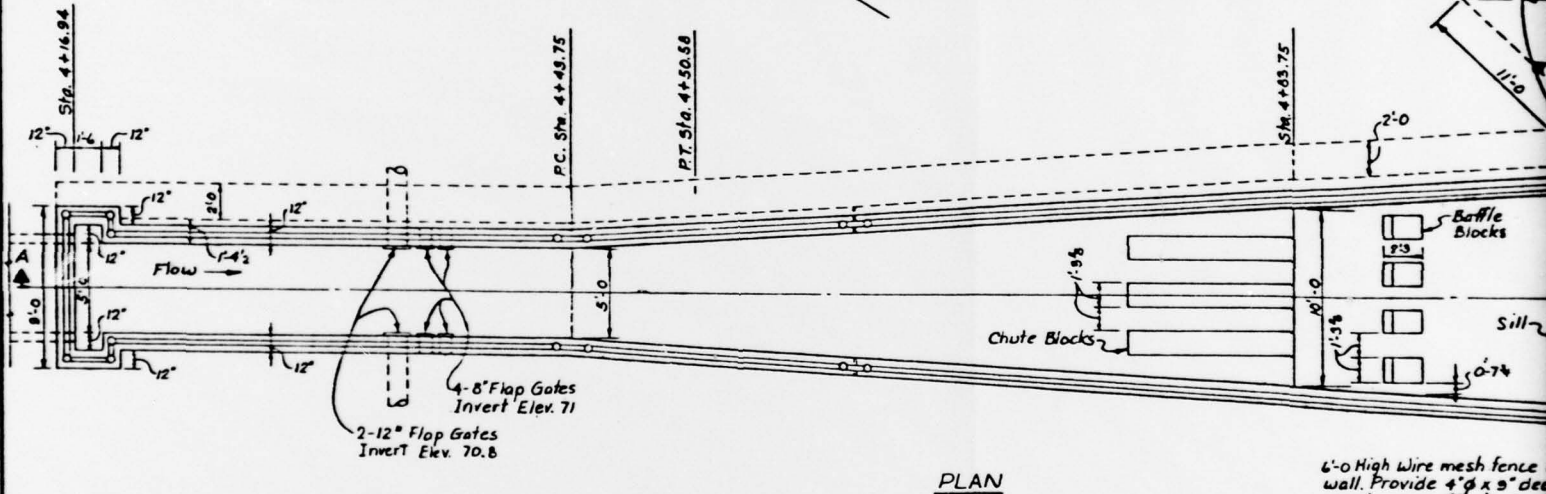 Sta. 4+16.94
P.C. Sta. 4+43.75
P.T. Sta. 4+50.58
Sta. 4+83.75
11'-0
2'-0
12"
1'-6
12"
12"
2'-0
12"
1'-4½
12"
A
Flow
9'-0
12"
12"
12"
5'-0
1'-3⅜
Chute Blocks
10'-0
Baffle
Blocks
1'-3⅜
Sill
0'-7¾
4-8" Flap Gates
Invert Elev. 71
2-12" Flap Gates
Invert Elev. 70.8
PLAN
6'-0 High Wire mesh fence
wall. Provide 4"ø x 9"